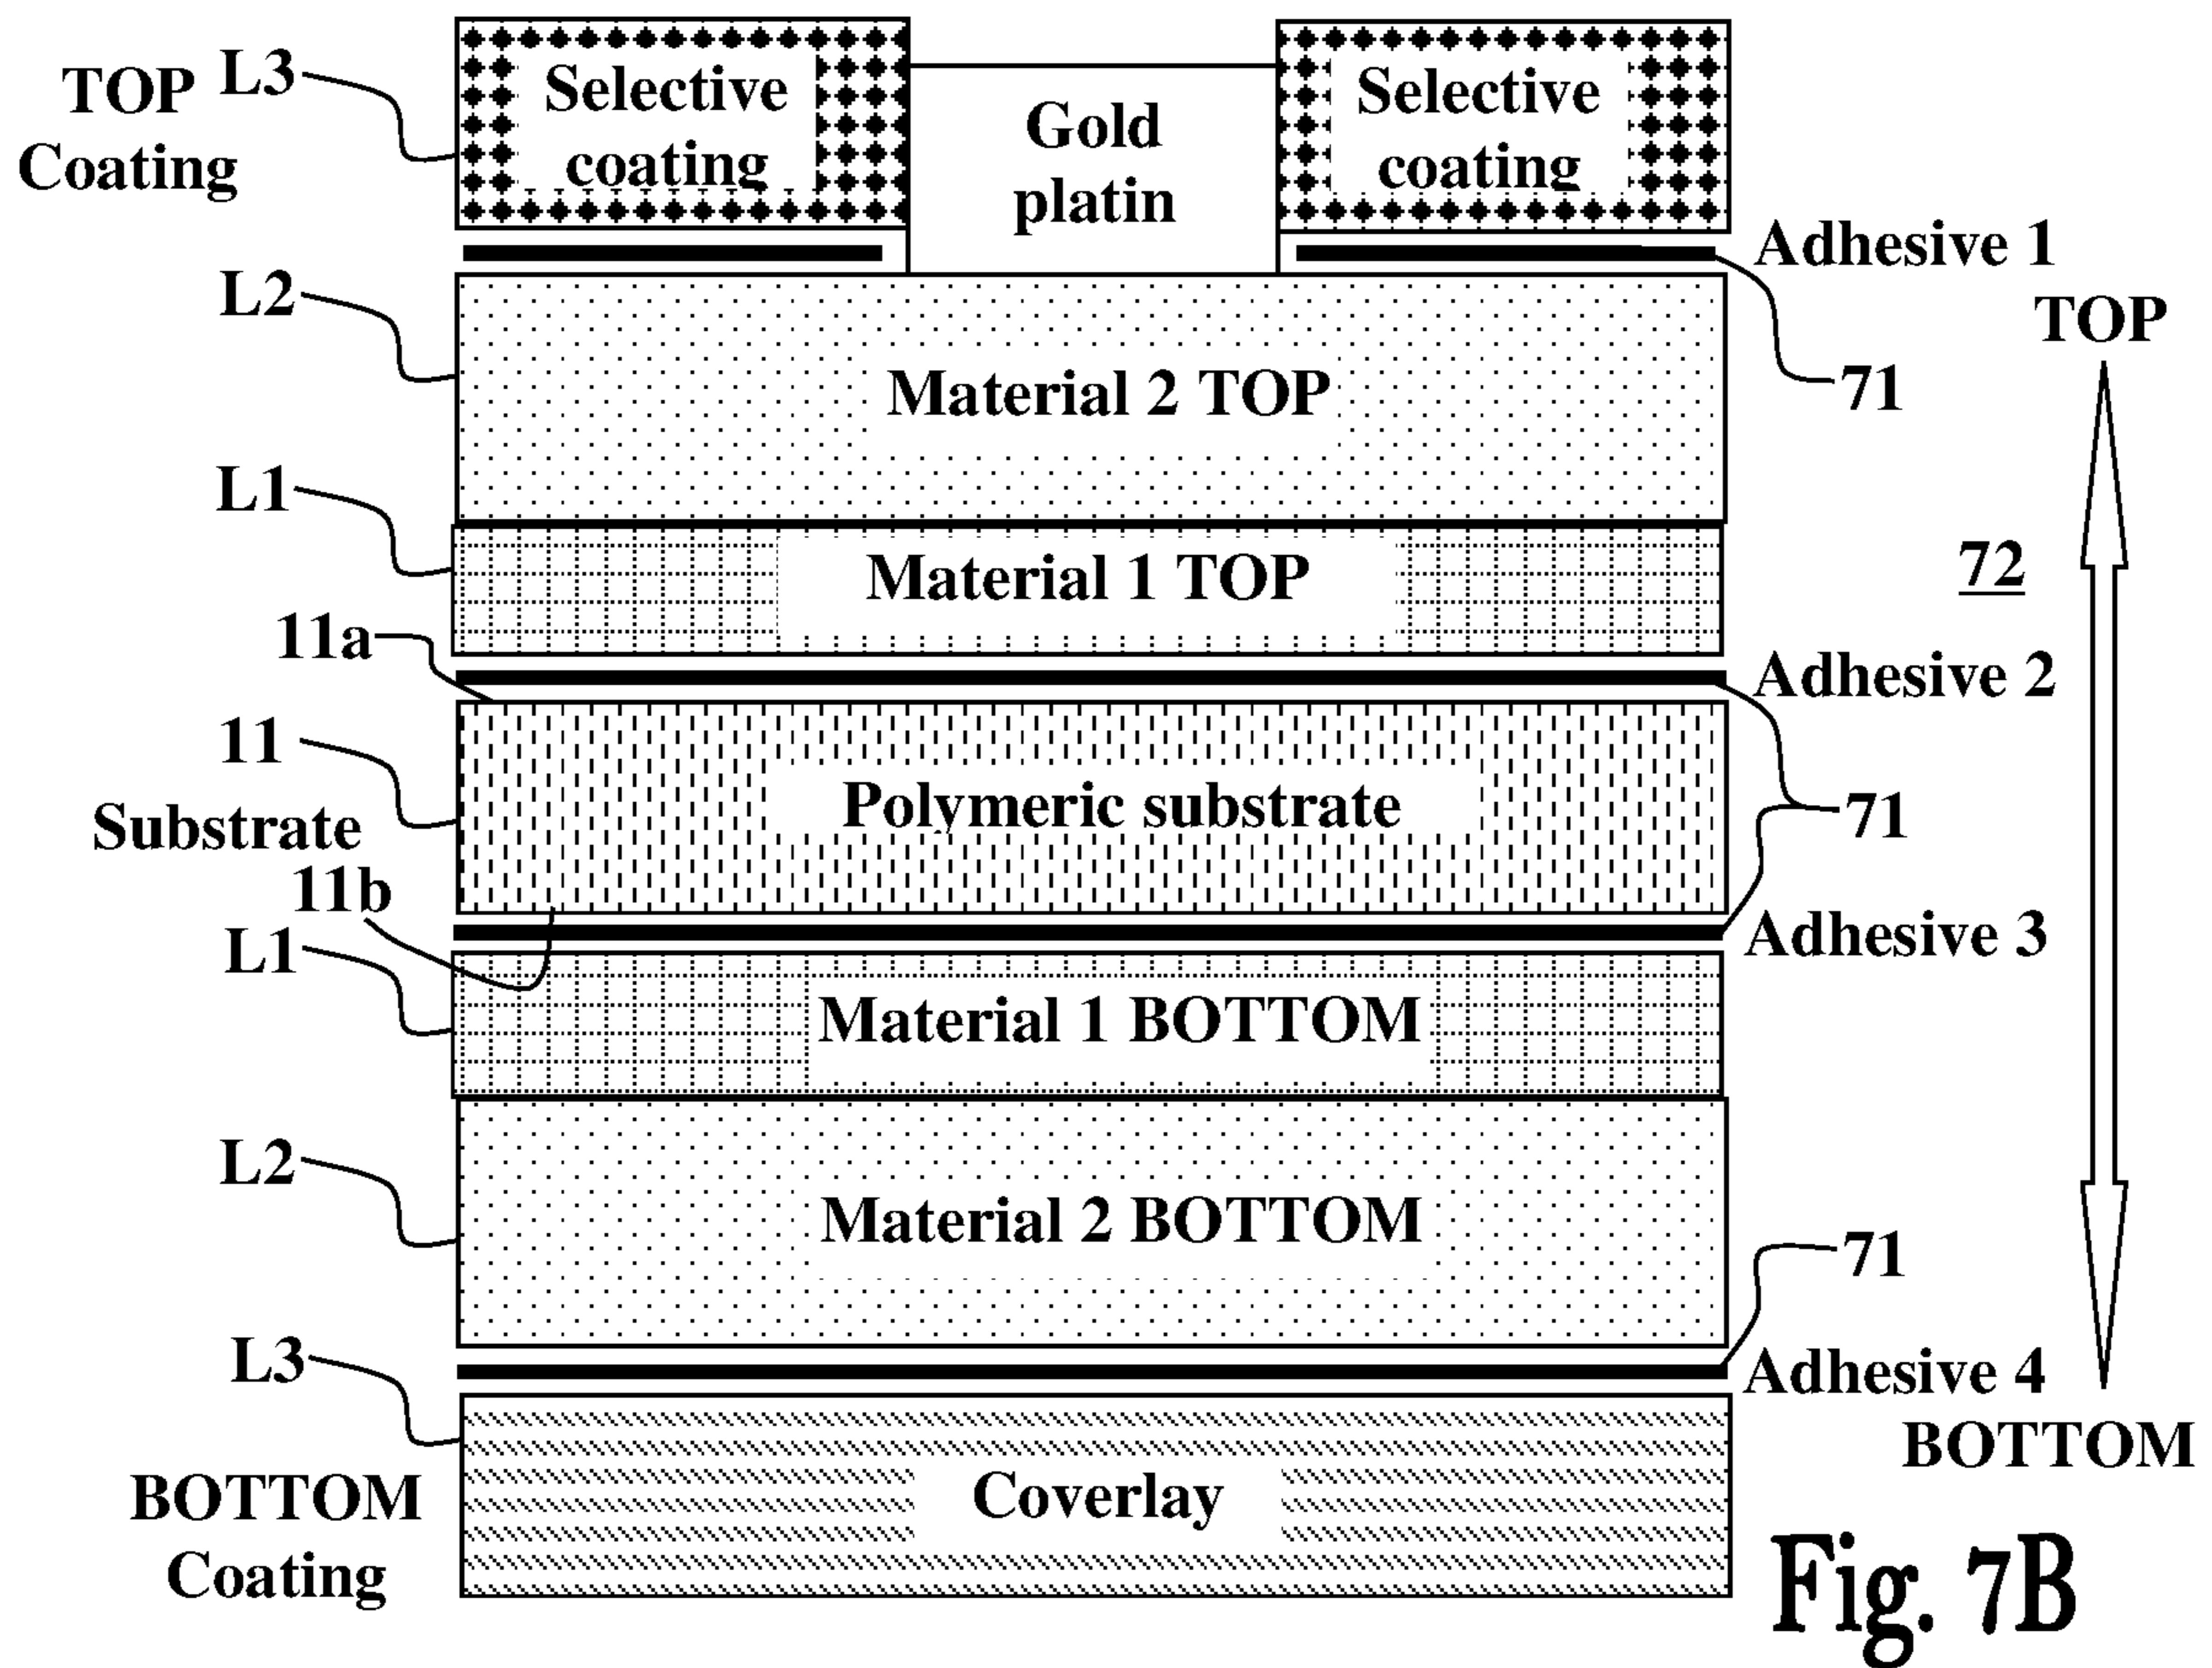 TOP
Coating
L3
Selective
coating
Gold
platin
Selective
coating
Adhesive 1
TOP
71
L2
Material 2 TOP
L1
Material 1 TOP
72
11a
Adhesive 2
11
Substrate
Polymeric substrate
71
11b
Adhesive 3
L1
Material 1 BOTTOM
L2
Material 2 BOTTOM
71
L3
Adhesive 4
BOTTOM
BOTTOM
Coating
Coverlay
Fig. 7B